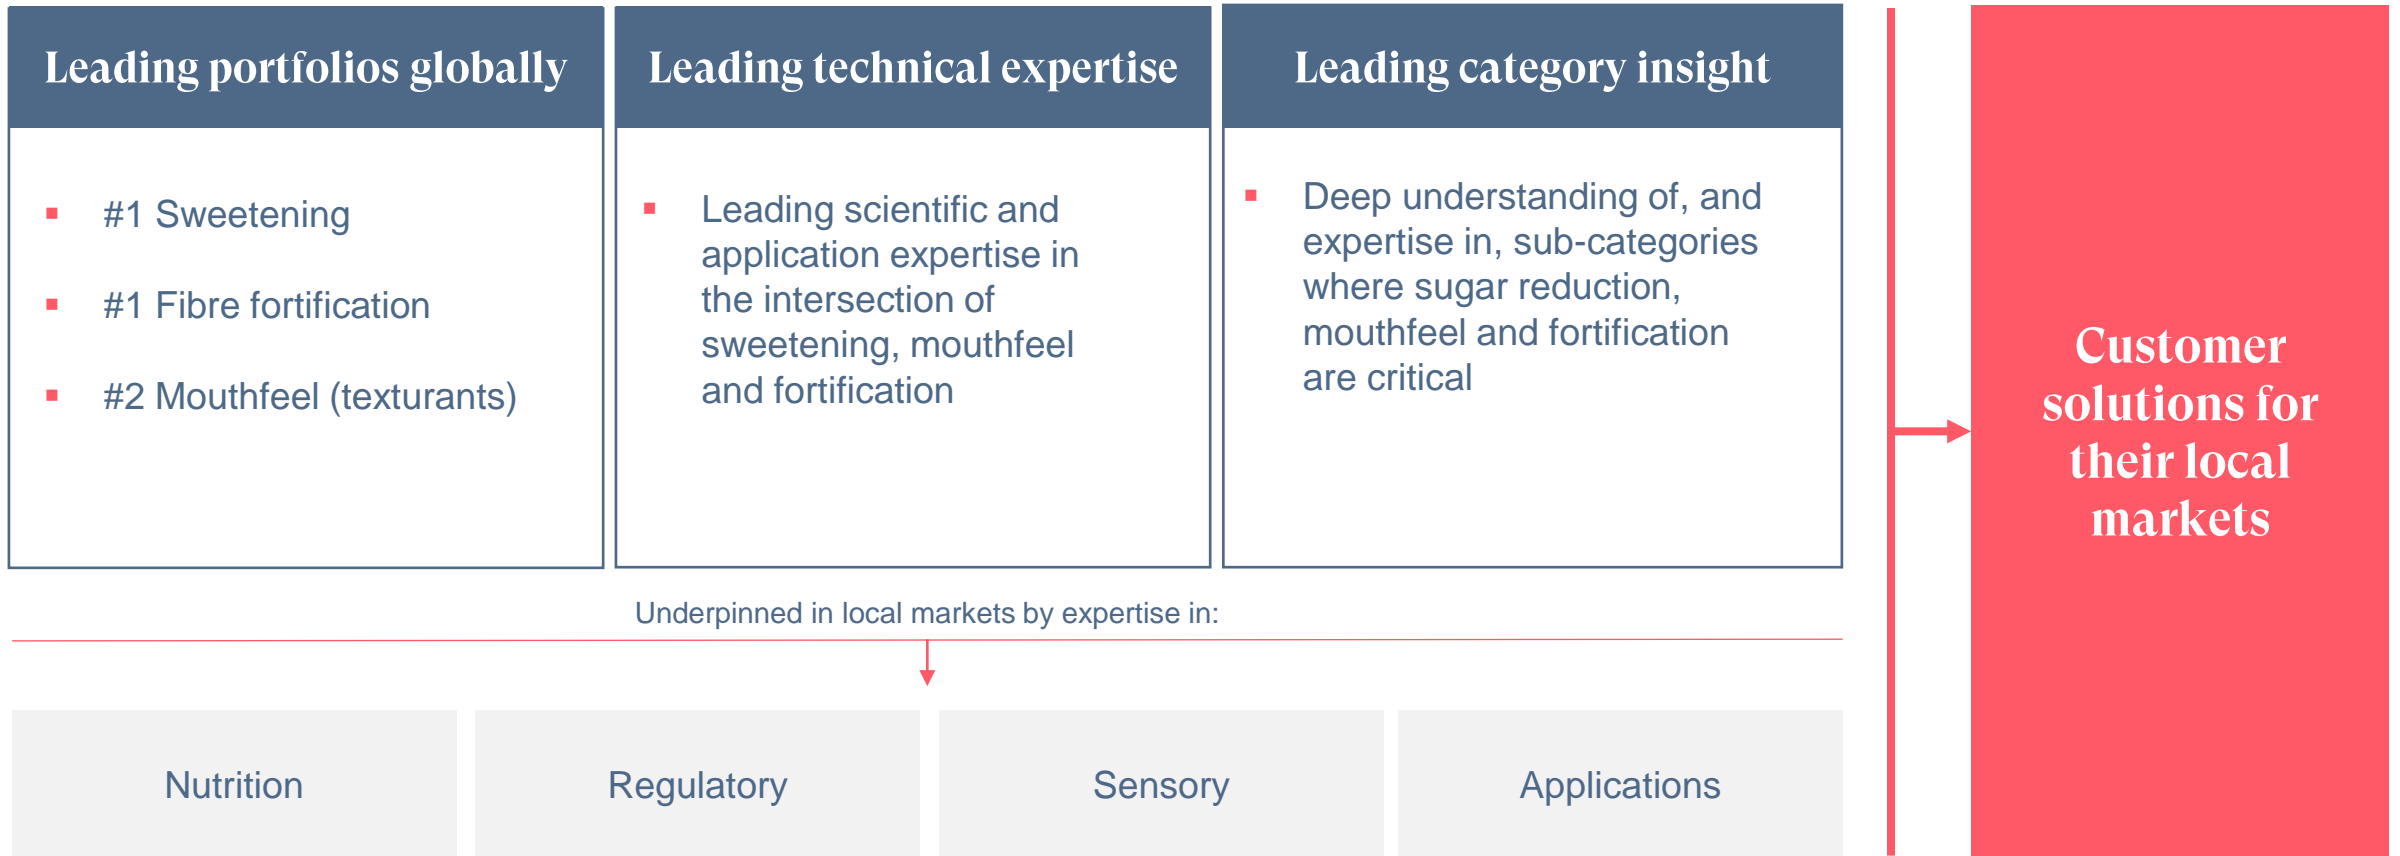 Leading portfolios globally
#1 Sweetening
#1 Fibre fortification
#2 Mouthfeel (texturants)
Leading technical expertise
Leading scientific and
application expertise in
the intersection of
sweetening, mouthfeel
and fortification
Leading category insight
Deep understanding of, and
expertise in, sub-categories
where sugar reduction,
mouthfeel and fortification
are critical
Underpinned in local markets by expertise in:
Nutrition
Regulatory
Sensory
Applications
Customer
solutions for
their local
markets